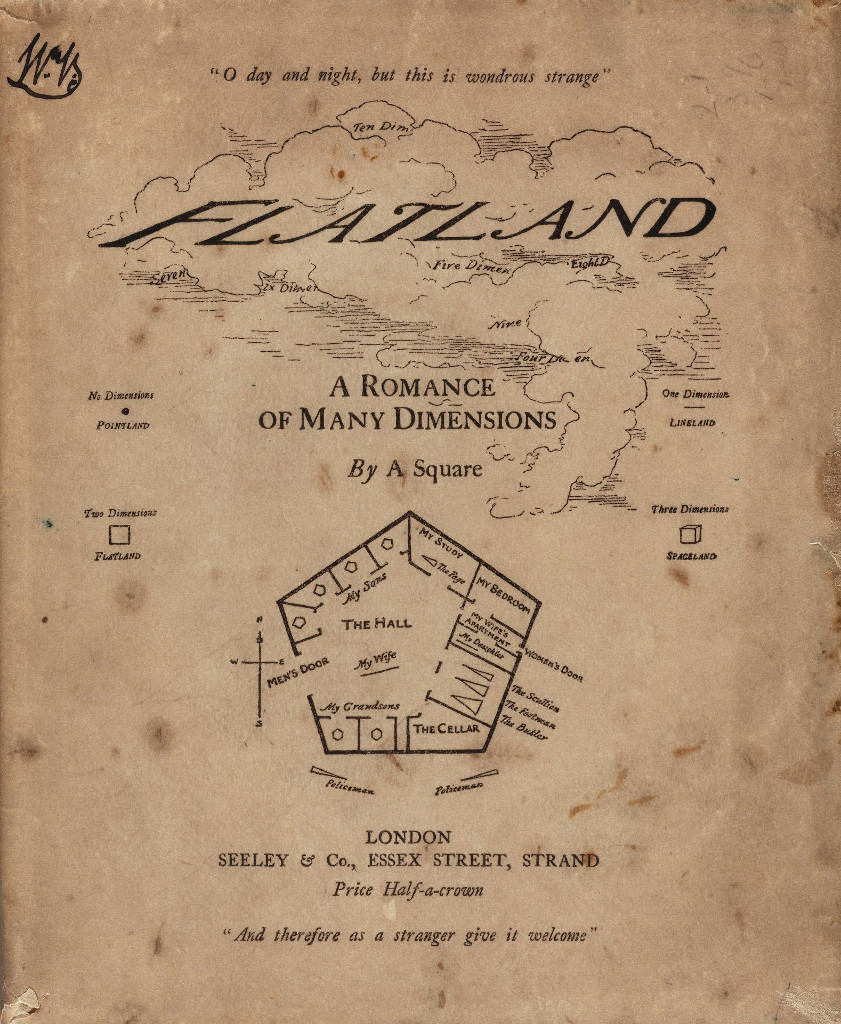 "O day and night, but this is wondrous strange"
Ten Dim
FLATLAND
Seven
ix Dimen
Five Dimen
Eight D
Nine
Four D en
No Dimensions
POINTLAND
One Dimension
LINELAND
A ROMANCE
OF MANY DIMENSIONS
By A Square
Two Dimensions
FLATLAND
Three Dimensions
SPACELAND
MY STUDY
The Page
MY BEDROOM
My Sons
THE HALL
MY WIFE'S
APARTMENT
My Daughter
WOMEN'S DOOR
N
W E
S
MEN'S DOOR
My Wife
The Scullion
The Footman
The Butler
My Grandsons
THE CELLAR
Policeman
Policeman
LONDON
SEELEY & Co., ESSEX STREET, STRAND
Price Half-a-crown
"And therefore as a stranger give it welcome"